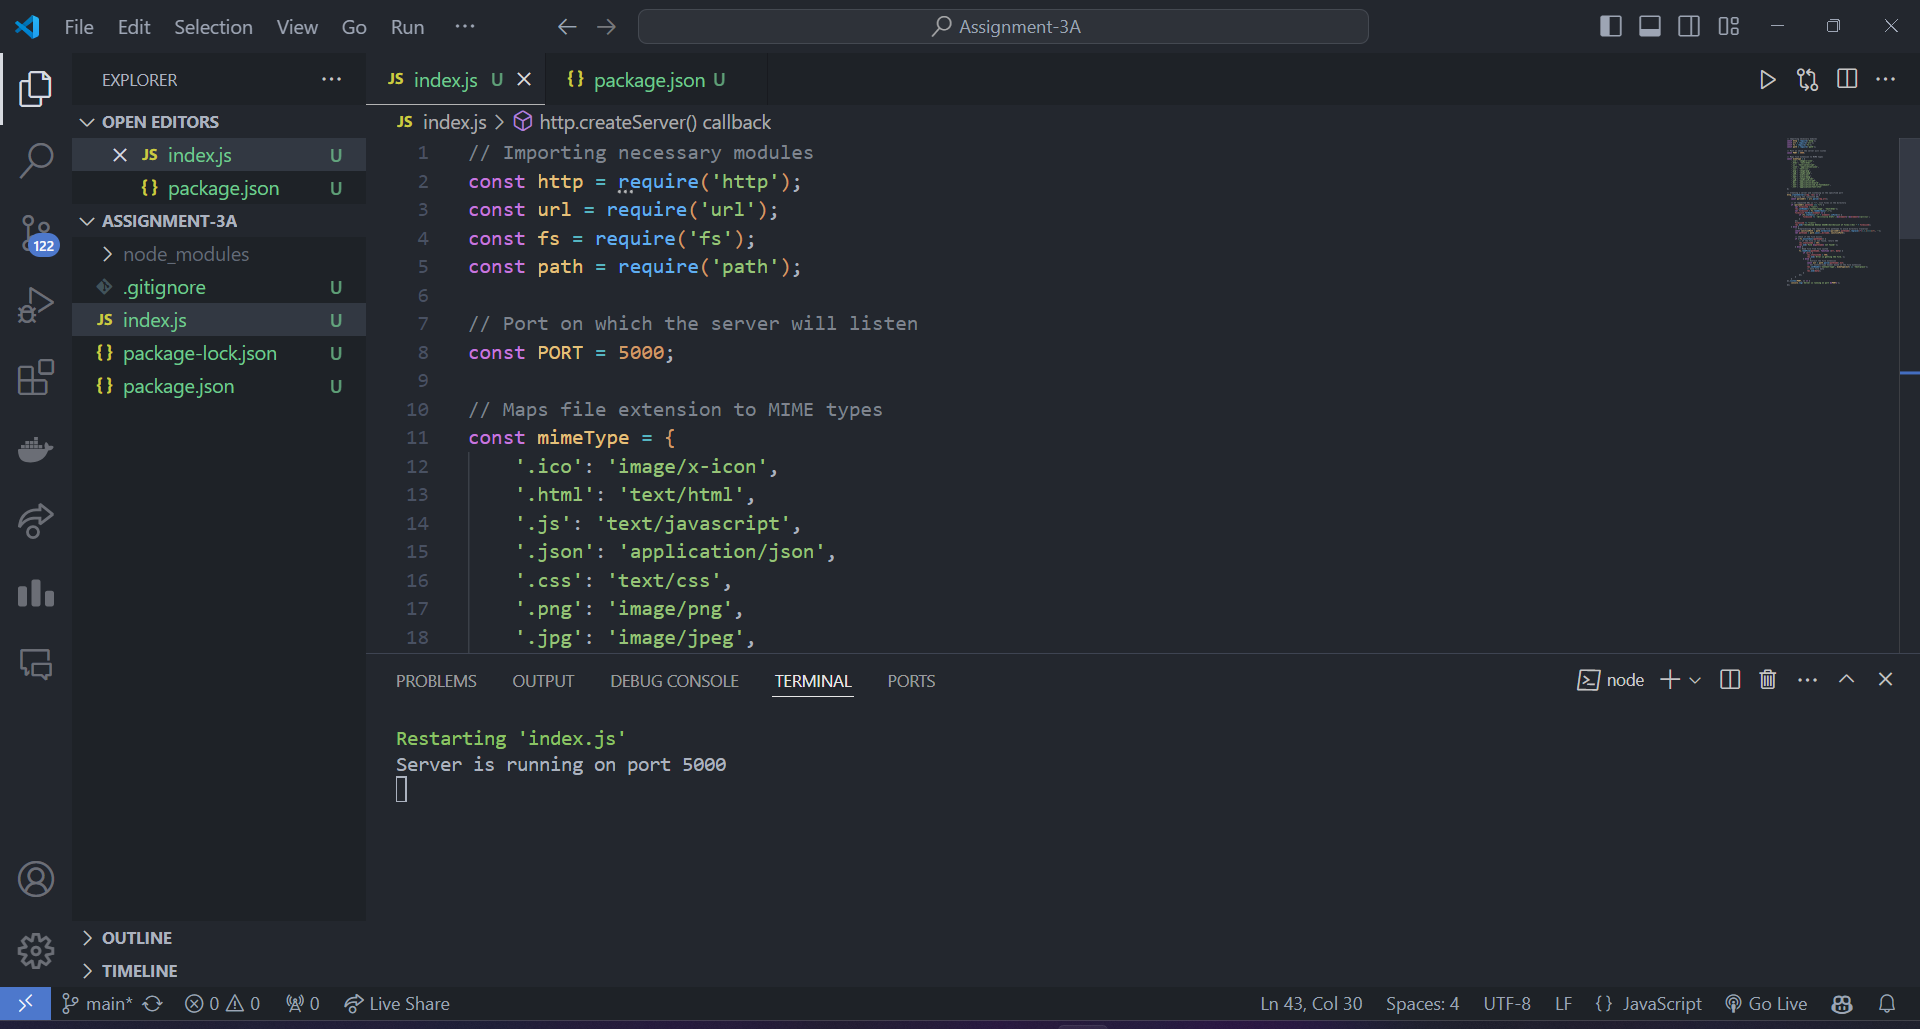 File Edit Selection View Go Run
Assignment-3A
EXPLORER
OPEN EDITORS
JS index.js U
{} package.json U
ASSIGNMENT-3A
node_modules
.gitignore U
JS index.js U
{} package-lock.json U
{} package.json U
OUTLINE
TIMELINE
122
JS index.js U
{} package.json U
JS index.js > http.createServer() callback
1 // Importing necessary modules
2 const http = require('http');
3 const url = require('url');
4 const fs = require('fs');
5 const path = require('path');
6
7 // Port on which the server will listen
8 const PORT = 5000;
9
10 // Maps file extension to MIME types
11 const mimeType = {
12 '.ico': 'image/x-icon',
13 '.html': 'text/html',
14 '.js': 'text/javascript',
15 '.json': 'application/json',
16 '.css': 'text/css',
17 '.png': 'image/png',
18 '.jpg': 'image/jpeg',
PROBLEMS OUTPUT DEBUG CONSOLE TERMINAL PORTS
node
Restarting 'index.js'
Server is running on port 5000
main* 0 0 0 Live Share
Ln 43, Col 30 Spaces: 4 UTF-8 LF {} JavaScript Go Live